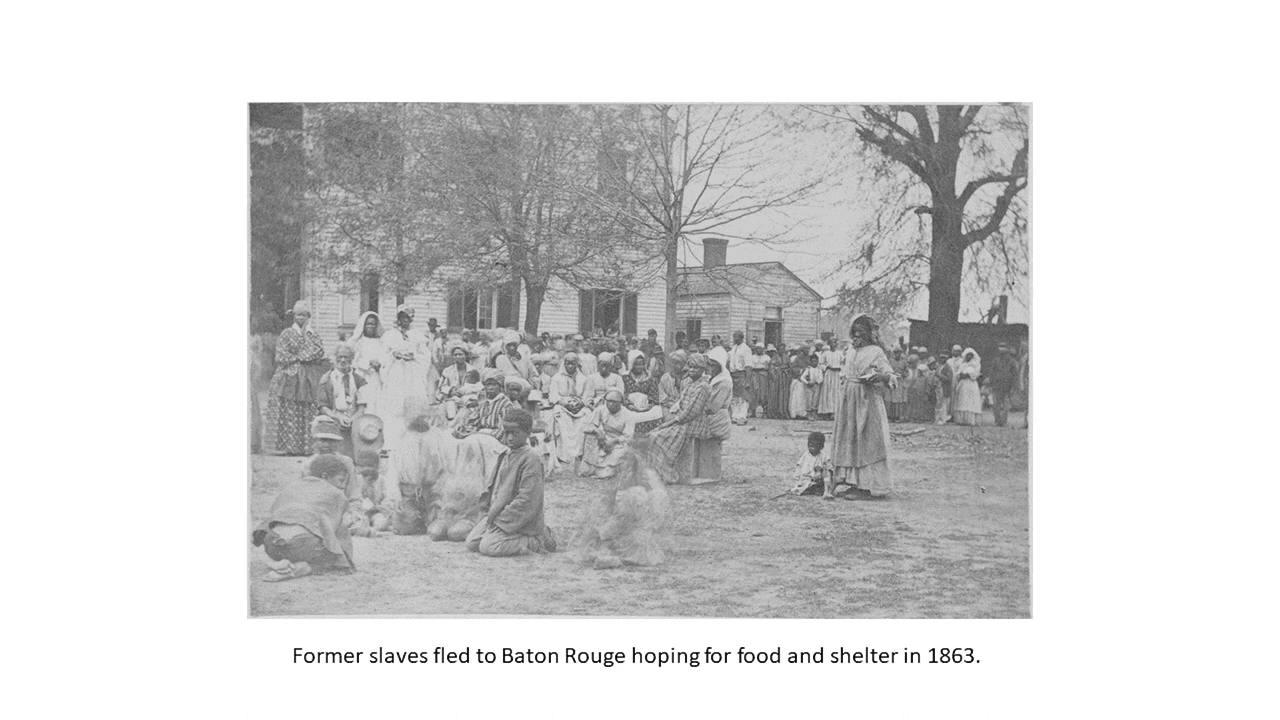 Former slaves fled to Baton Rouge hoping for food and shelter in 1863.